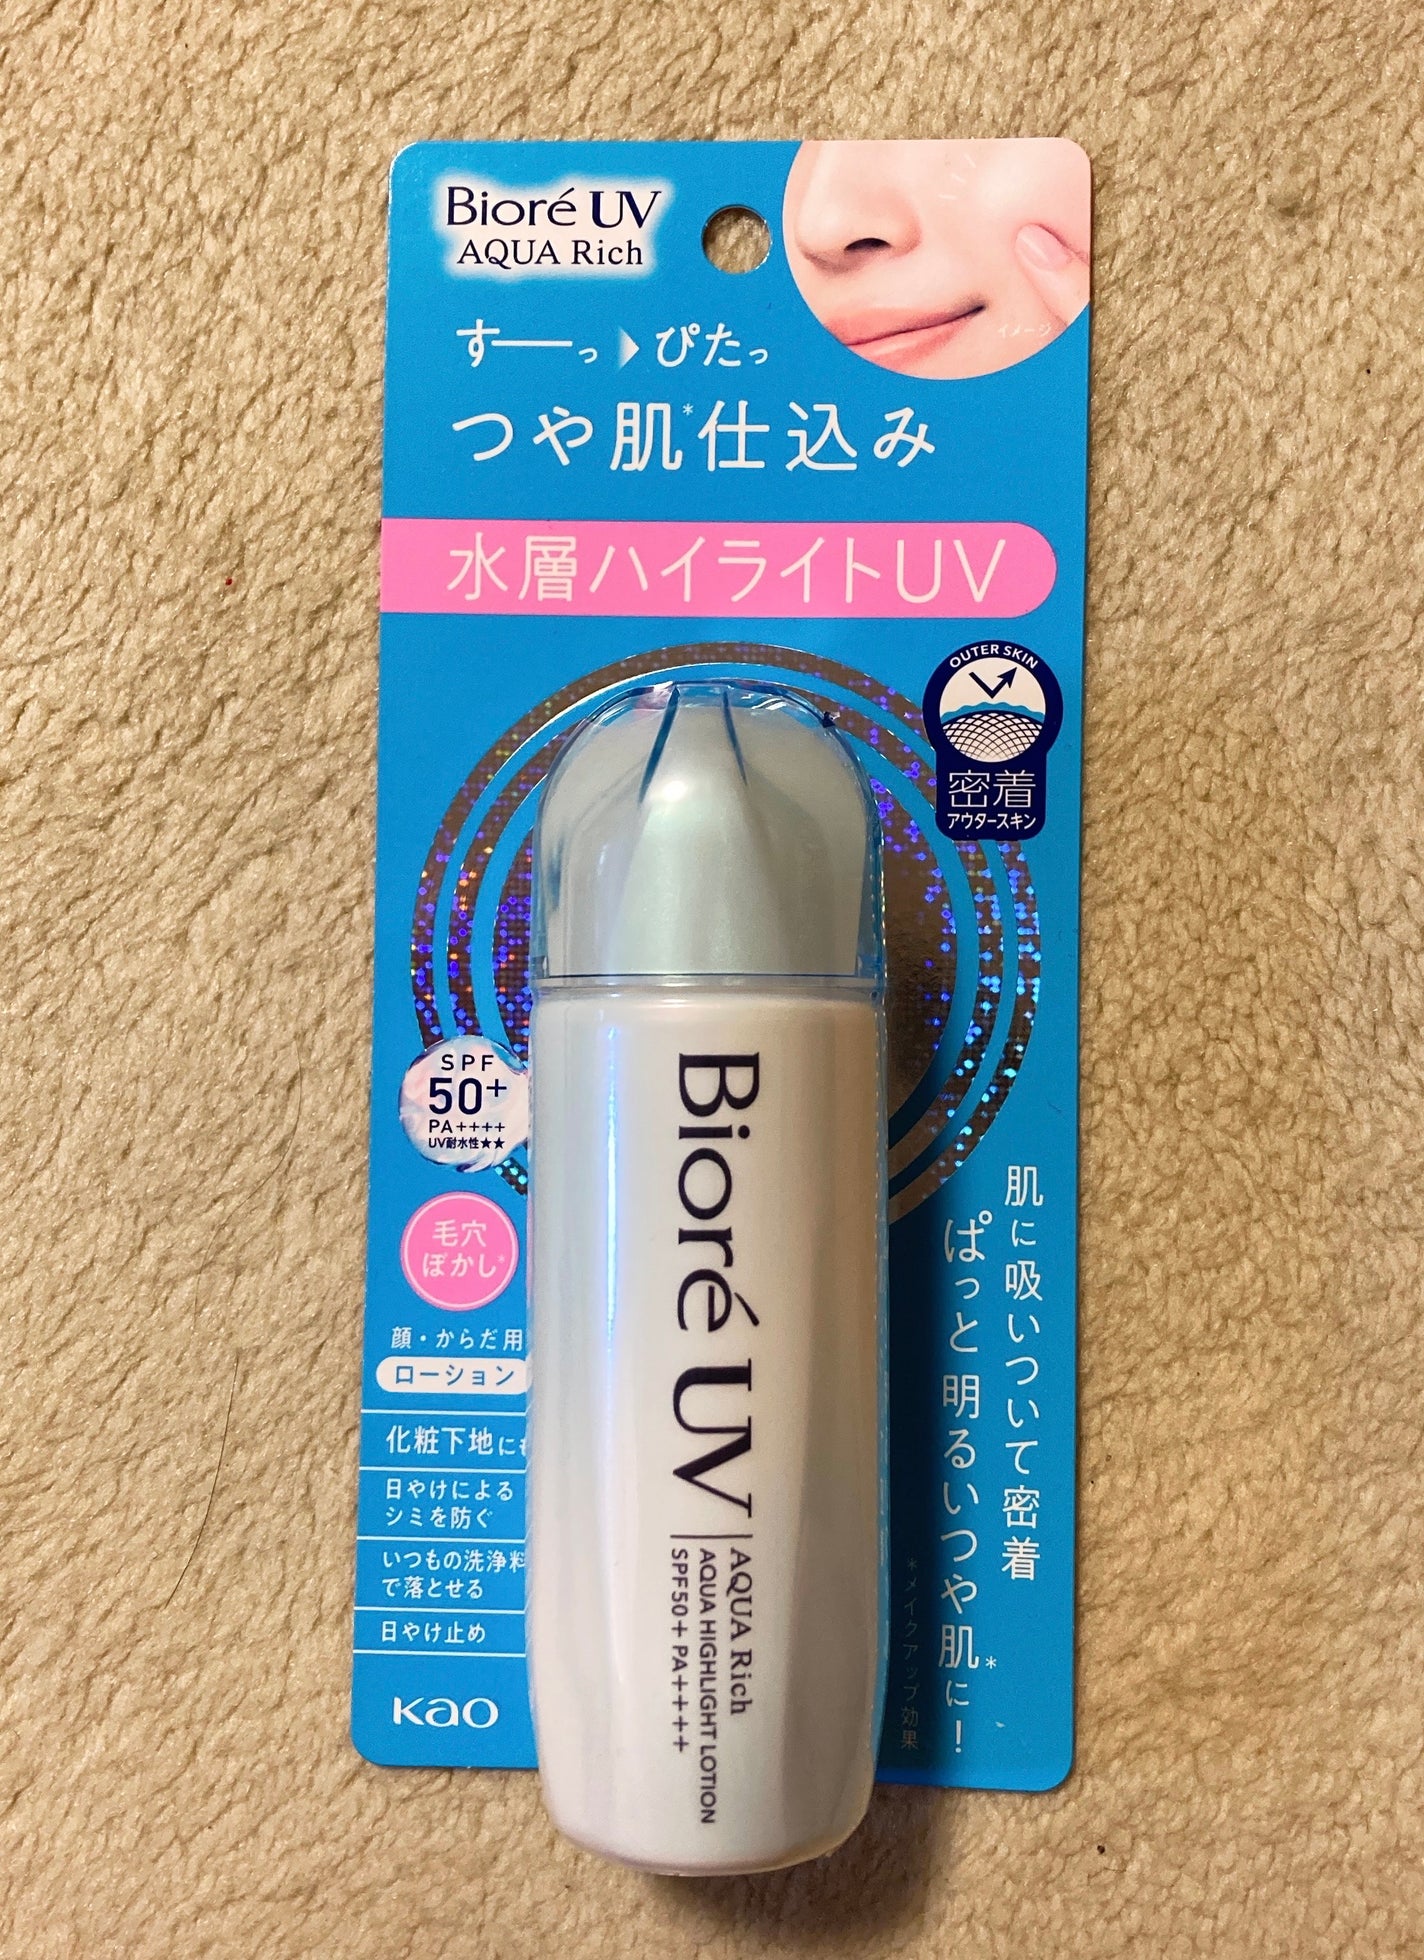 Bioré UV
AQUA Rich
イメージ
すーっ▶ぴたっ
つや肌*仕込み
水層ハイライトUV
OUTER SKIN
密着
アウタースキン
SPF
50+
PA++++
UV耐水性★★
毛穴
ぼかし*
顔・からだ用
ローション
化粧下地に
日やけによる
シミを防ぐ
いつもの洗浄料
で落とせる
日やけ止め
Kao
Bioré UV
AQUA Rich
AQUA HIGHLIGHT LOTION
SPF50+ PA++++
肌に吸いついて密着
ぱっと明るいつや肌*に!
*メイクアップ効果